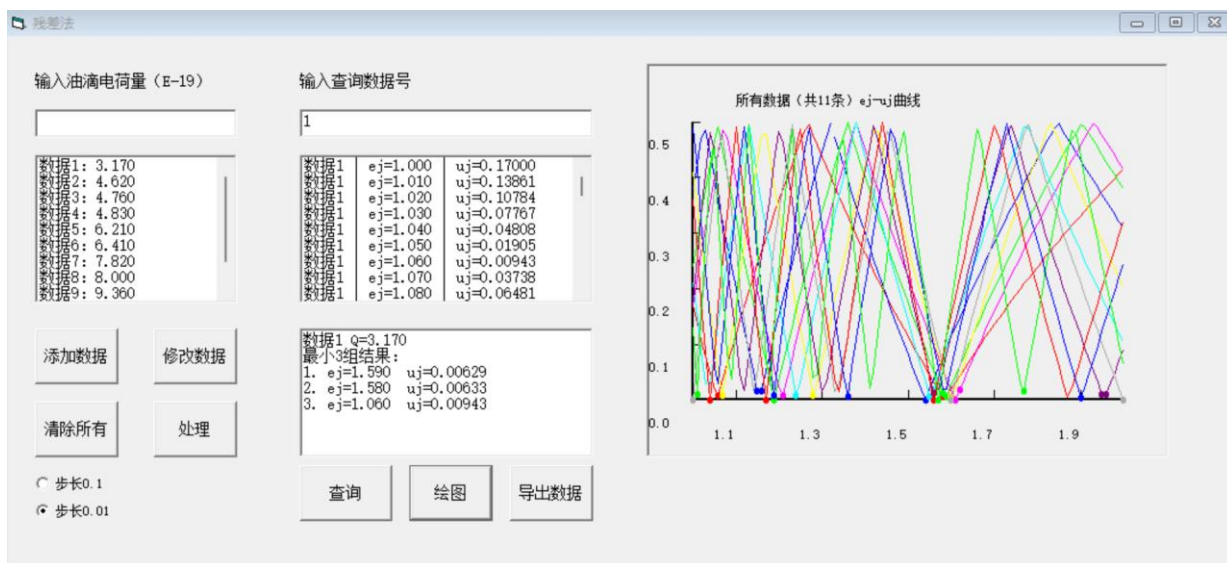 残差法
输入油滴电荷量（E-19）
数据1: 3.170
数据2: 4.620
数据3: 4.760
数据4: 4.830
数据5: 6.210
数据6: 6.410
数据7: 7.820
数据8: 8.000
数据9: 9.360
添加数据
修改数据
清除所有
处理
步长0.1
步长0.01
输入查询数据号
1
数据1 | ej=1.000 | uj=0.17000
数据1 | ej=1.010 | uj=0.13861
数据1 | ej=1.020 | uj=0.10784
数据1 | ej=1.030 | uj=0.07767
数据1 | ej=1.040 | uj=0.04808
数据1 | ej=1.050 | uj=0.01905
数据1 | ej=1.060 | uj=0.00943
数据1 | ej=1.070 | uj=0.03738
数据1 | ej=1.080 | uj=0.06481
数据1 Q=3.170
最小3组结果：
1. ej=1.590 uj=0.00629
2. ej=1.580 uj=0.00633
3. ej=1.060 uj=0.00943
查询
绘图
导出数据
所有数据（共11条）ej-uj曲线
0.5
0.4
0.3
0.2
0.1
0.0
1.1 1.3 1.5 1.7 1.9